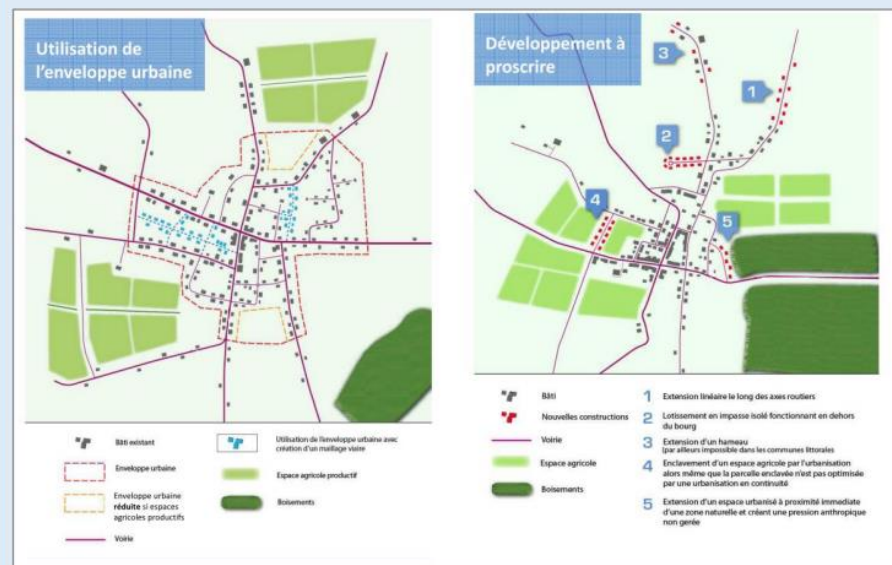 Utilisation de
l'enveloppe urbaine
Bâti existant
Enveloppe urbaine
Enveloppe urbaine
réduite si espaces
agricoles productifs
Voirie
Utilisation de l'enveloppe urbaine avec
création d'un maillage viaire
Espace agricole productif
Boisements
Développement à
proscrire
3
1
2
4
5
Bâti
Nouvelles constructions
Voirie
Espace agricole
Boisements
1 Extension linéaire le long des axes routiers
2 Lotissement en impasse isolé fonctionnant en dehors
du bourg
3 Extension d'un hameau
(par ailleurs impossible dans les communes littorales)
4 Enclavement d'un espace agricole par l'urbanisation
alors même que la parcelle enclavée n'est pas optimisée
par une urbanisation en continuité
5 Extension d'un espace urbanisé à proximité immediate
d'une zone naturelle et créant une pression anthropique
non gerée